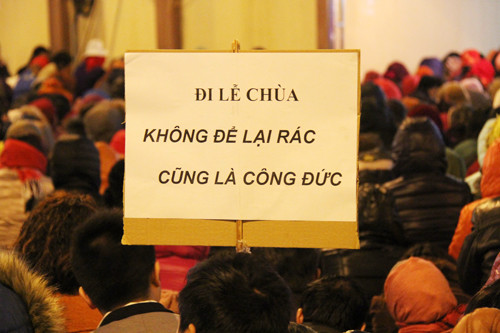 ĐI LỄ CHÙA
KHÔNG ĐỂ LẠI RÁC
CŨNG LÀ CÔNG ĐỨC